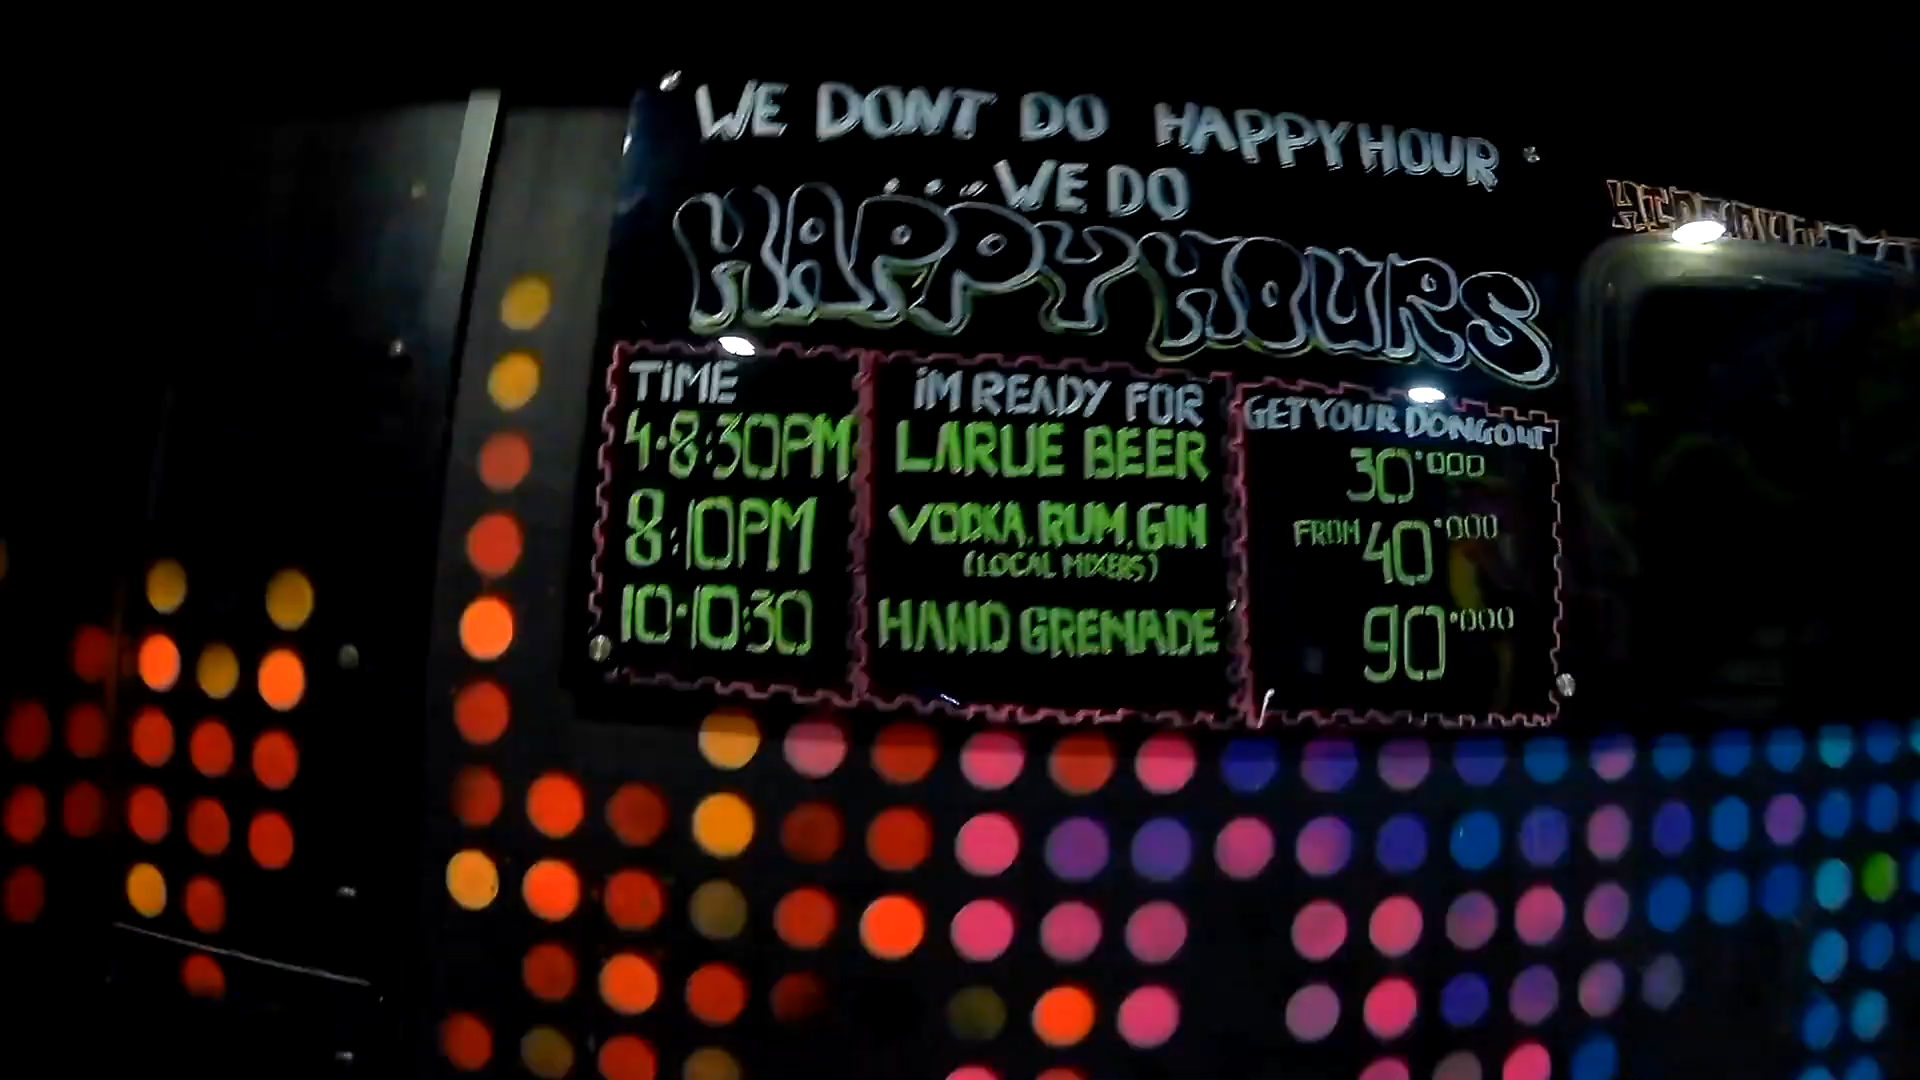 WE DONT DO HAPPY HOUR
...WE DO
HAPPY HOURS
TIME
4-8:30PM
8:10PM
10-10:30
iM READY FOR
LARUE BEER
VODKA, RUM, GIN
(LOCAL MIXERS)
HAND GRENADE
GET YOUR DONG OUT
30'000
FROM 40'000
90'000